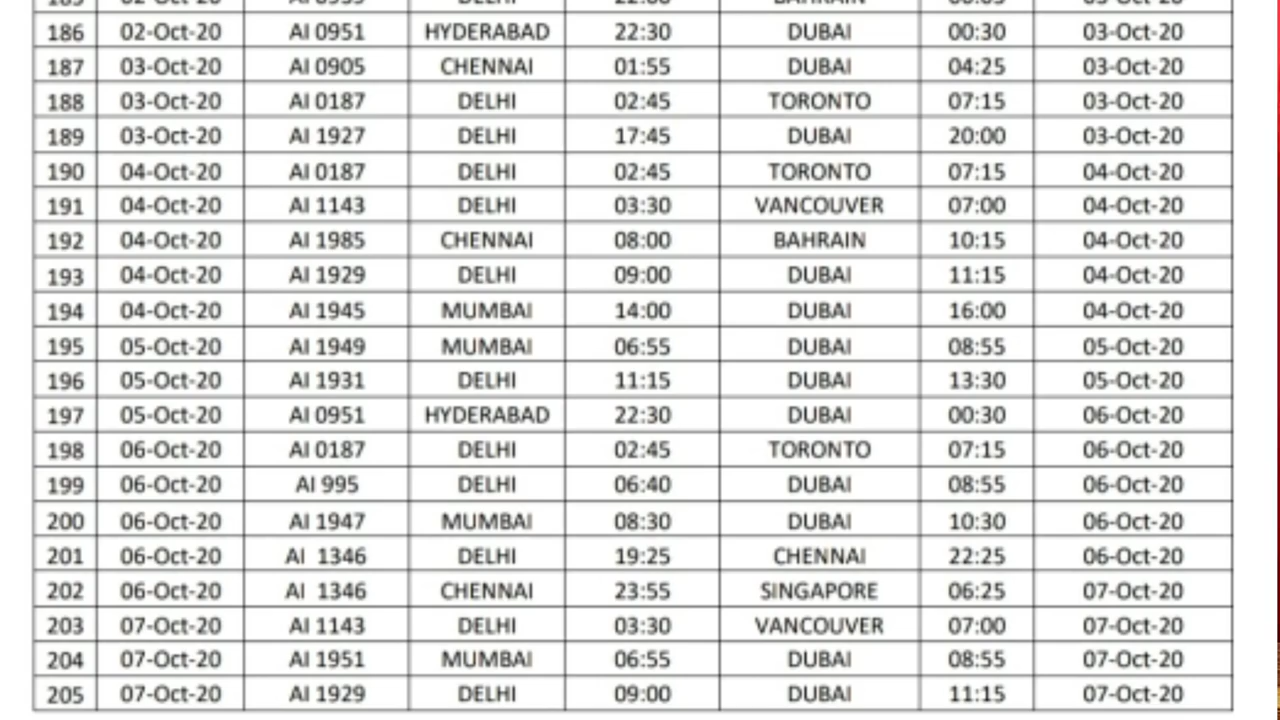 186 02-Oct-20 AI 0951 HYDERABAD 22:30 DUBAI 00:30 03-Oct-20
187 03-Oct-20 AI 0905 CHENNAI 01:55 DUBAI 04:25 03-Oct-20
188 03-Oct-20 AI 0187 DELHI 02:45 TORONTO 07:15 03-Oct-20
189 03-Oct-20 AI 1927 DELHI 17:45 DUBAI 20:00 03-Oct-20
190 04-Oct-20 AI 0187 DELHI 02:45 TORONTO 07:15 04-Oct-20
191 04-Oct-20 AI 1143 DELHI 03:30 VANCOUVER 07:00 04-Oct-20
192 04-Oct-20 AI 1985 CHENNAI 08:00 BAHRAIN 10:15 04-Oct-20
193 04-Oct-20 AI 1929 DELHI 09:00 DUBAI 11:15 04-Oct-20
194 04-Oct-20 AI 1945 MUMBAI 14:00 DUBAI 16:00 04-Oct-20
195 05-Oct-20 AI 1949 MUMBAI 06:55 DUBAI 08:55 05-Oct-20
196 05-Oct-20 AI 1931 DELHI 11:15 DUBAI 13:30 05-Oct-20
197 05-Oct-20 AI 0951 HYDERABAD 22:30 DUBAI 00:30 06-Oct-20
198 06-Oct-20 AI 0187 DELHI 02:45 TORONTO 07:15 06-Oct-20
199 06-Oct-20 AI 995 DELHI 06:40 DUBAI 08:55 06-Oct-20
200 06-Oct-20 AI 1947 MUMBAI 08:30 DUBAI 10:30 06-Oct-20
201 06-Oct-20 AI 1346 DELHI 19:25 CHENNAI 22:25 06-Oct-20
202 06-Oct-20 AI 1346 CHENNAI 23:55 SINGAPORE 06:25 07-Oct-20
203 07-Oct-20 AI 1143 DELHI 03:30 VANCOUVER 07:00 07-Oct-20
204 07-Oct-20 AI 1951 MUMBAI 06:55 DUBAI 08:55 07-Oct-20
205 07-Oct-20 AI 1929 DELHI 09:00 DUBAI 11:15 07-Oct-20